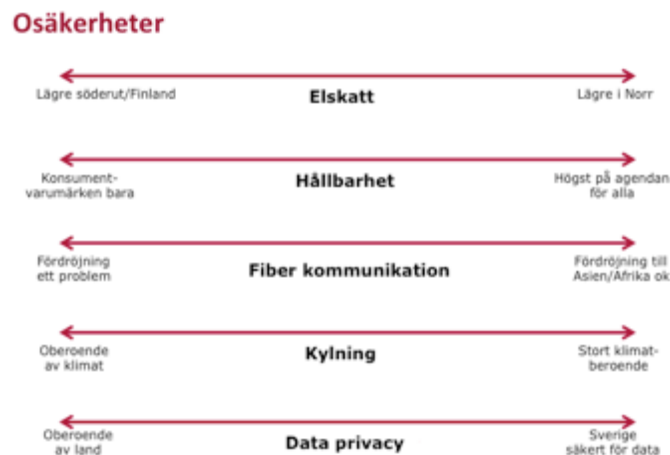 Osäkerheter
Lägre söderut/Finland
Elskatt
Lägre i Norr
Konsument-
varumärken bara
Hållbarhet
Högst på agendan
för alla
Fördröjning
ett problem
Fiber kommunikation
Fördröjning till
Asien/Afrika ok
Oberoende
av klimat
Kylning
Stort klimat-
beroende
Oberoende
av land
Data privacy
Sverige
säkert för data